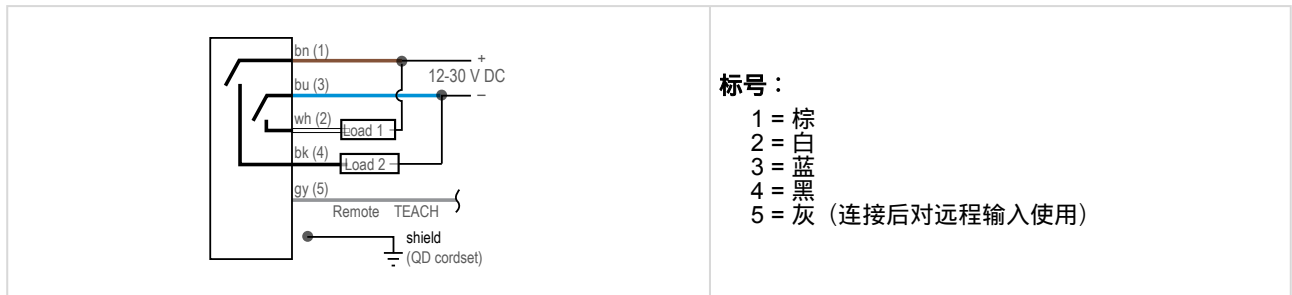 bn (1)
+
12-30 V DC
bu (3)
–
wh (2)
Load 1
bk (4)
Load 2
gy (5)
Remote TEACH
shield
(QD cordset)
标号：
1 = 棕
2 = 白
3 = 蓝
4 = 黑
5 = 灰（连接后对远程输入使用）